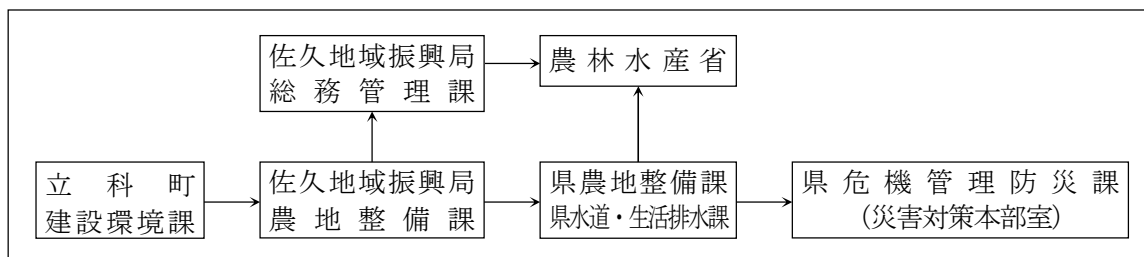 佐久地域振興局
総務管理課
農林水産省
立科町
建設環境課
佐久地域振興局
農地整備課
県農地整備課
県水道・生活排水課
県危機管理防災課
(災害対策本部室)